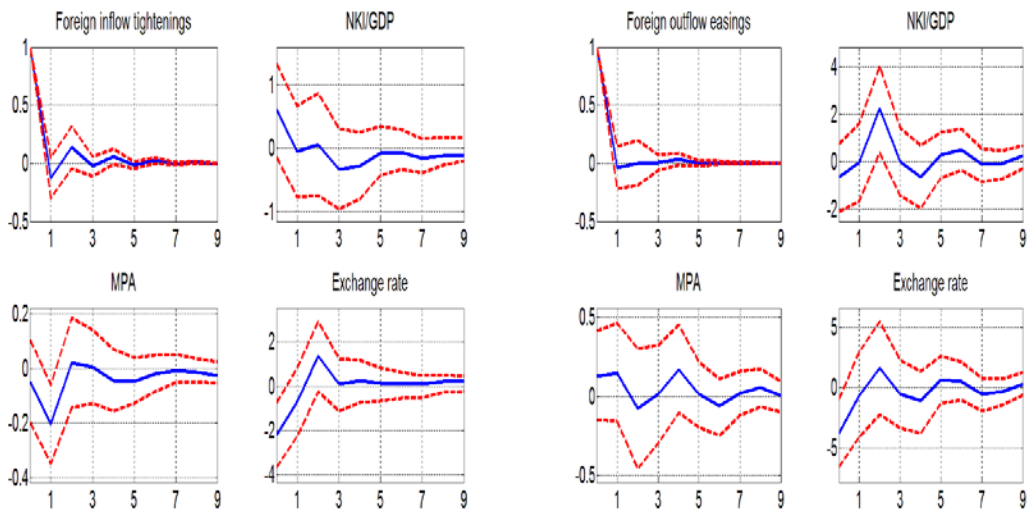 Foreign inflow tightenings
NKI/GDP
Foreign outflow easings
NKI/GDP
1
0.5
0
-0.5
1 3 5 7 9
1
0
-1
1 3 5 7 9
1
0.5
0
-0.5
1 3 5 7 9
4
2
0
-2
1 3 5 7 9
MPA
Exchange rate
MPA
Exchange rate
0.2
0
-0.2
-0.4
1 3 5 7 9
2
0
-2
-4
1 3 5 7 9
0.5
0
-0.5
1 3 5 7 9
5
0
-5
1 3 5 7 9